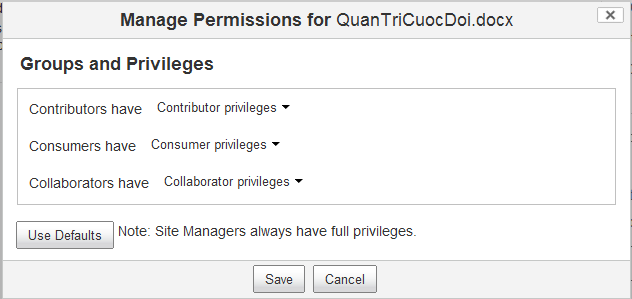 Manage Permissions for QuanTriCuocDoi.docx
Groups and Privileges
Contributors have Contributor privileges
Consumers have Consumer privileges
Collaborators have Collaborator privileges
Use Defaults Note: Site Managers always have full privileges.
Save Cancel